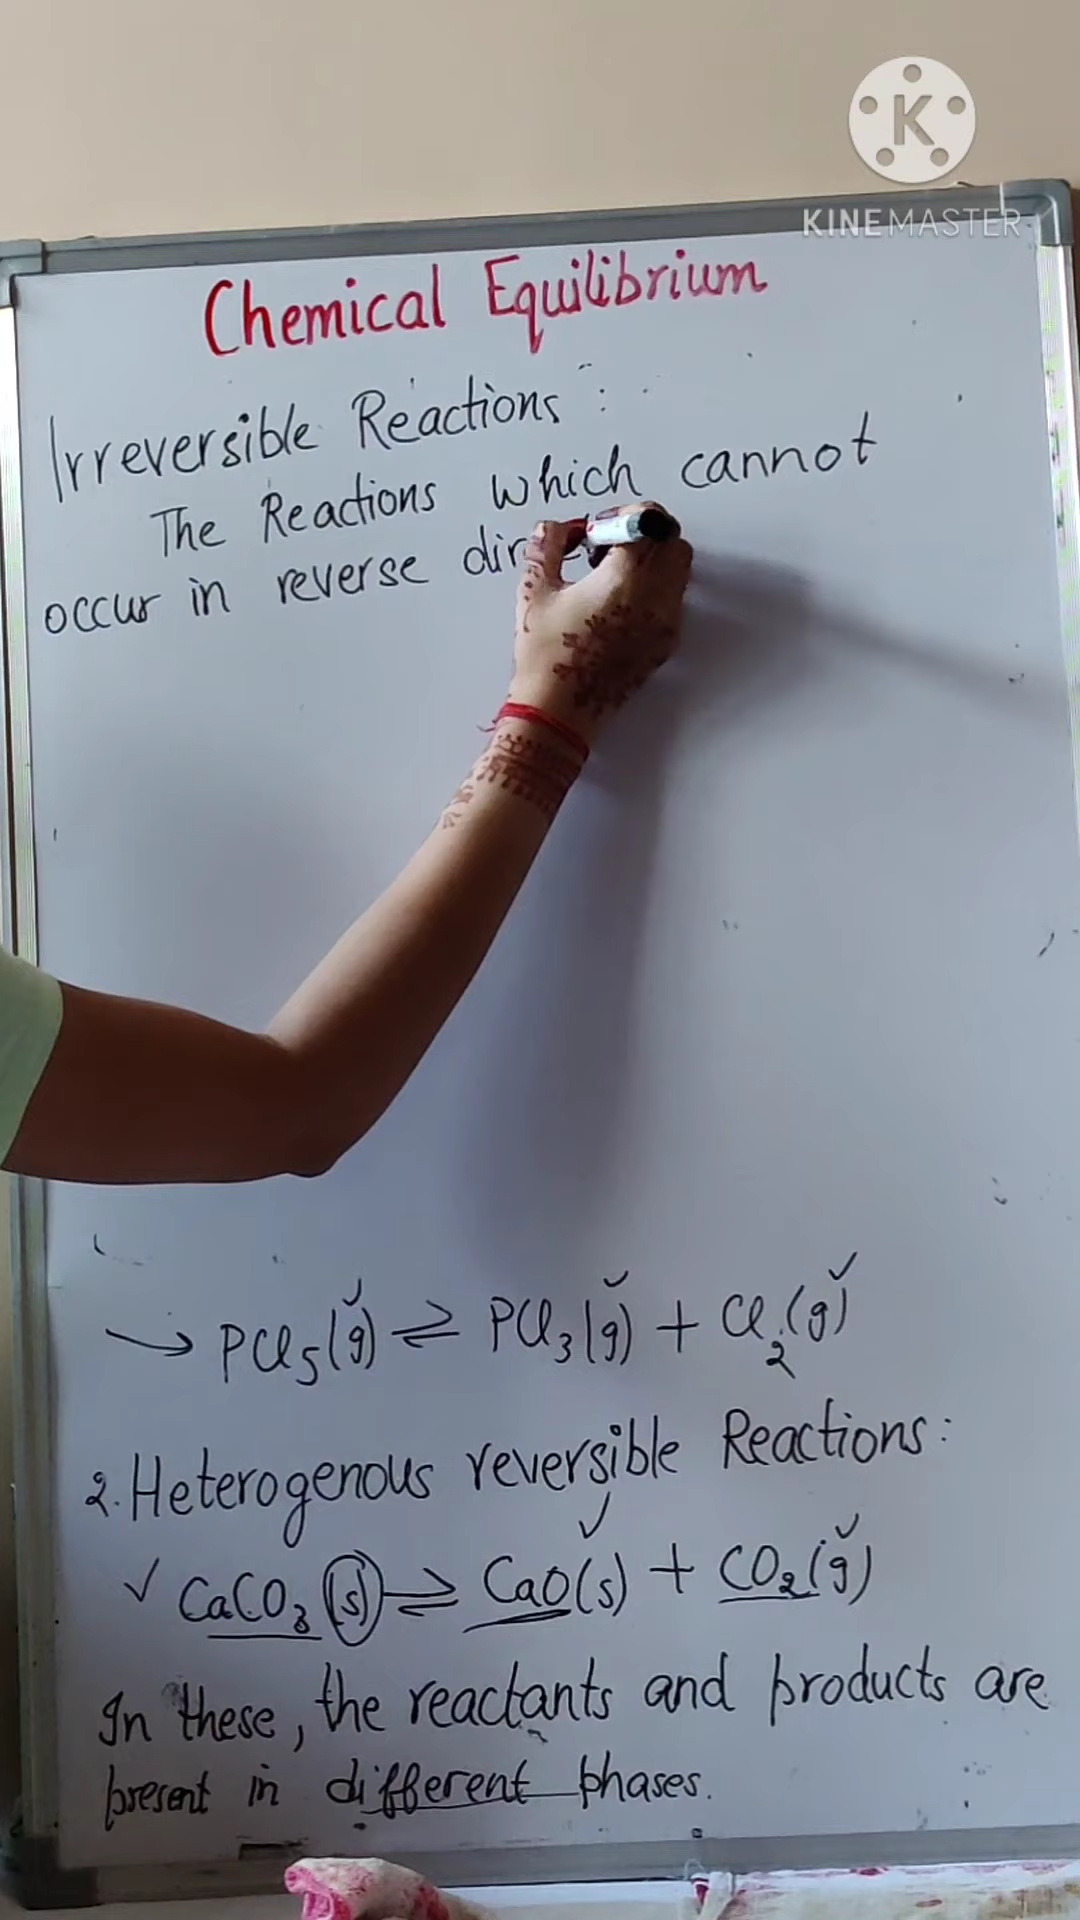 K
KINEMASTER
Chemical Equilibrium
Irreversible Reactions :
The Reactions which cannot
occur in reverse dire
→ PCl₅(g) ⇌ PCl₃(g) + Cl₂(g)
2. Heterogenous reversible Reactions:
✓ CaCO₃(s) ⇌ CaO(s) + CO₂(g)
In these, the reactants and products are
present in different phases.